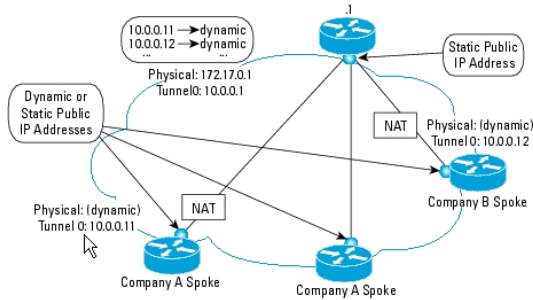 .1
10.0.0.11 → dynamic
10.0.0.12 → dynamic
... ...
Static Public
IP Address
Physical: 172.17.0.1
Tunnel0: 10.0.0.1
Dynamic or
Static Public
IP Addresses
NAT
Physical: (dynamic)
Tunnel 0: 10.0.0.12
Company B Spoke
NAT
Physical: (dynamic)
Tunnel 0: 10.0.0.11
Company A Spoke
Company A Spoke